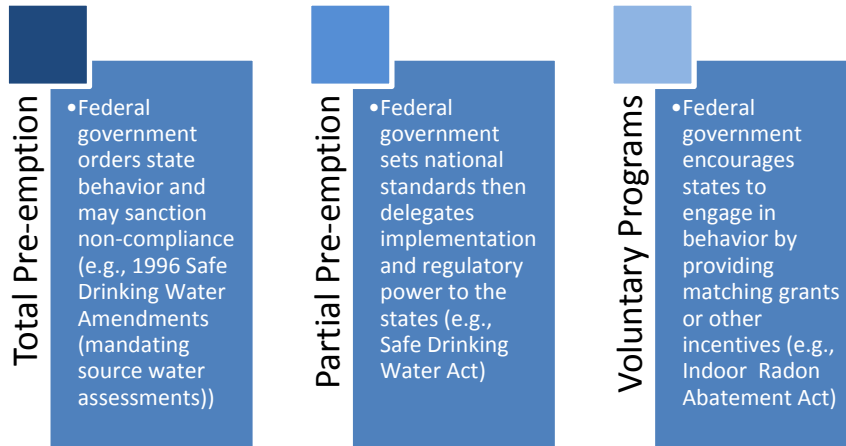 Total Pre-emption
•Federal
government
orders state
behavior and
may sanction
non-compliance
(e.g., 1996 Safe
Drinking Water
Amendments
(mandating
source water
assessments))
Partial Pre-emption
•Federal
government
sets national
standards then
delegates
implementation
and regulatory
power to the
states (e.g.,
Safe Drinking
Water Act)
Voluntary Programs
•Federal
government
encourages
states to
engage in
behavior by
providing
matching grants
or other
incentives (e.g.,
Indoor Radon
Abatement Act)